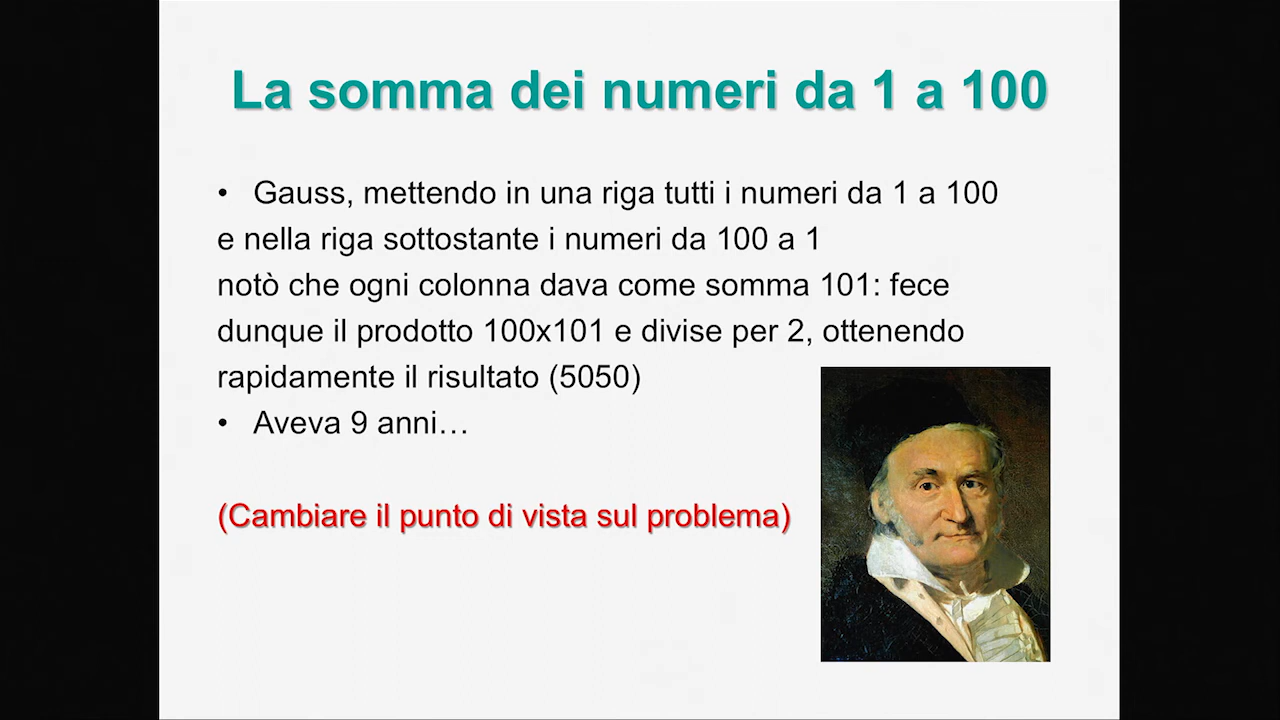 La somma dei numeri da 1 a 100
• Gauss, mettendo in una riga tutti i numeri da 1 a 100
e nella riga sottostante i numeri da 100 a 1
notò che ogni colonna dava come somma 101: fece
dunque il prodotto 100x101 e divise per 2, ottenendo
rapidamente il risultato (5050)
• Aveva 9 anni…
(Cambiare il punto di vista sul problema)